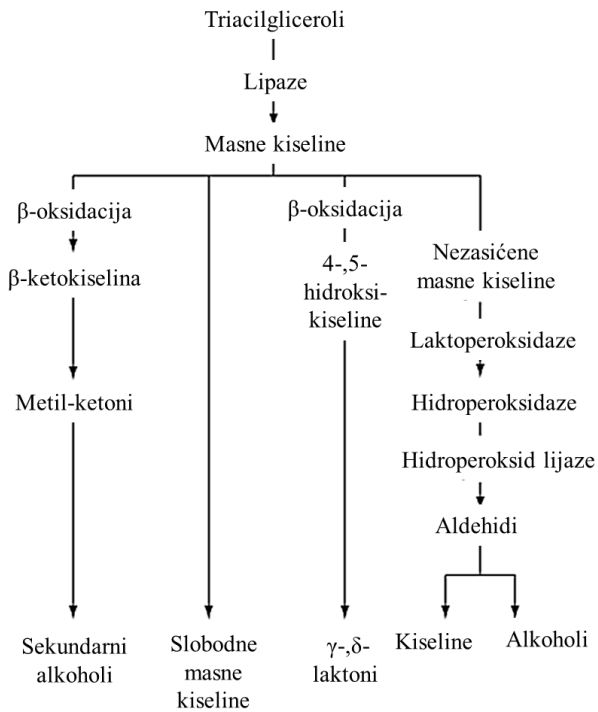 Triacilgliceroli
Lipaze
Masne kiseline
β-oksidacija
β-ketokiselina
Metil-ketoni
Sekundarni
alkoholi
Slobodne
masne
kiseline
β-oksidacija
4-,5-
hidroksi-
kiseline
γ-,δ-
laktoni
Nezasićene
masne kiseline
Laktoperoksidaze
Hidroperoksidaze
Hidroperoksid lijaze
Aldehidi
Kiseline
Alkoholi